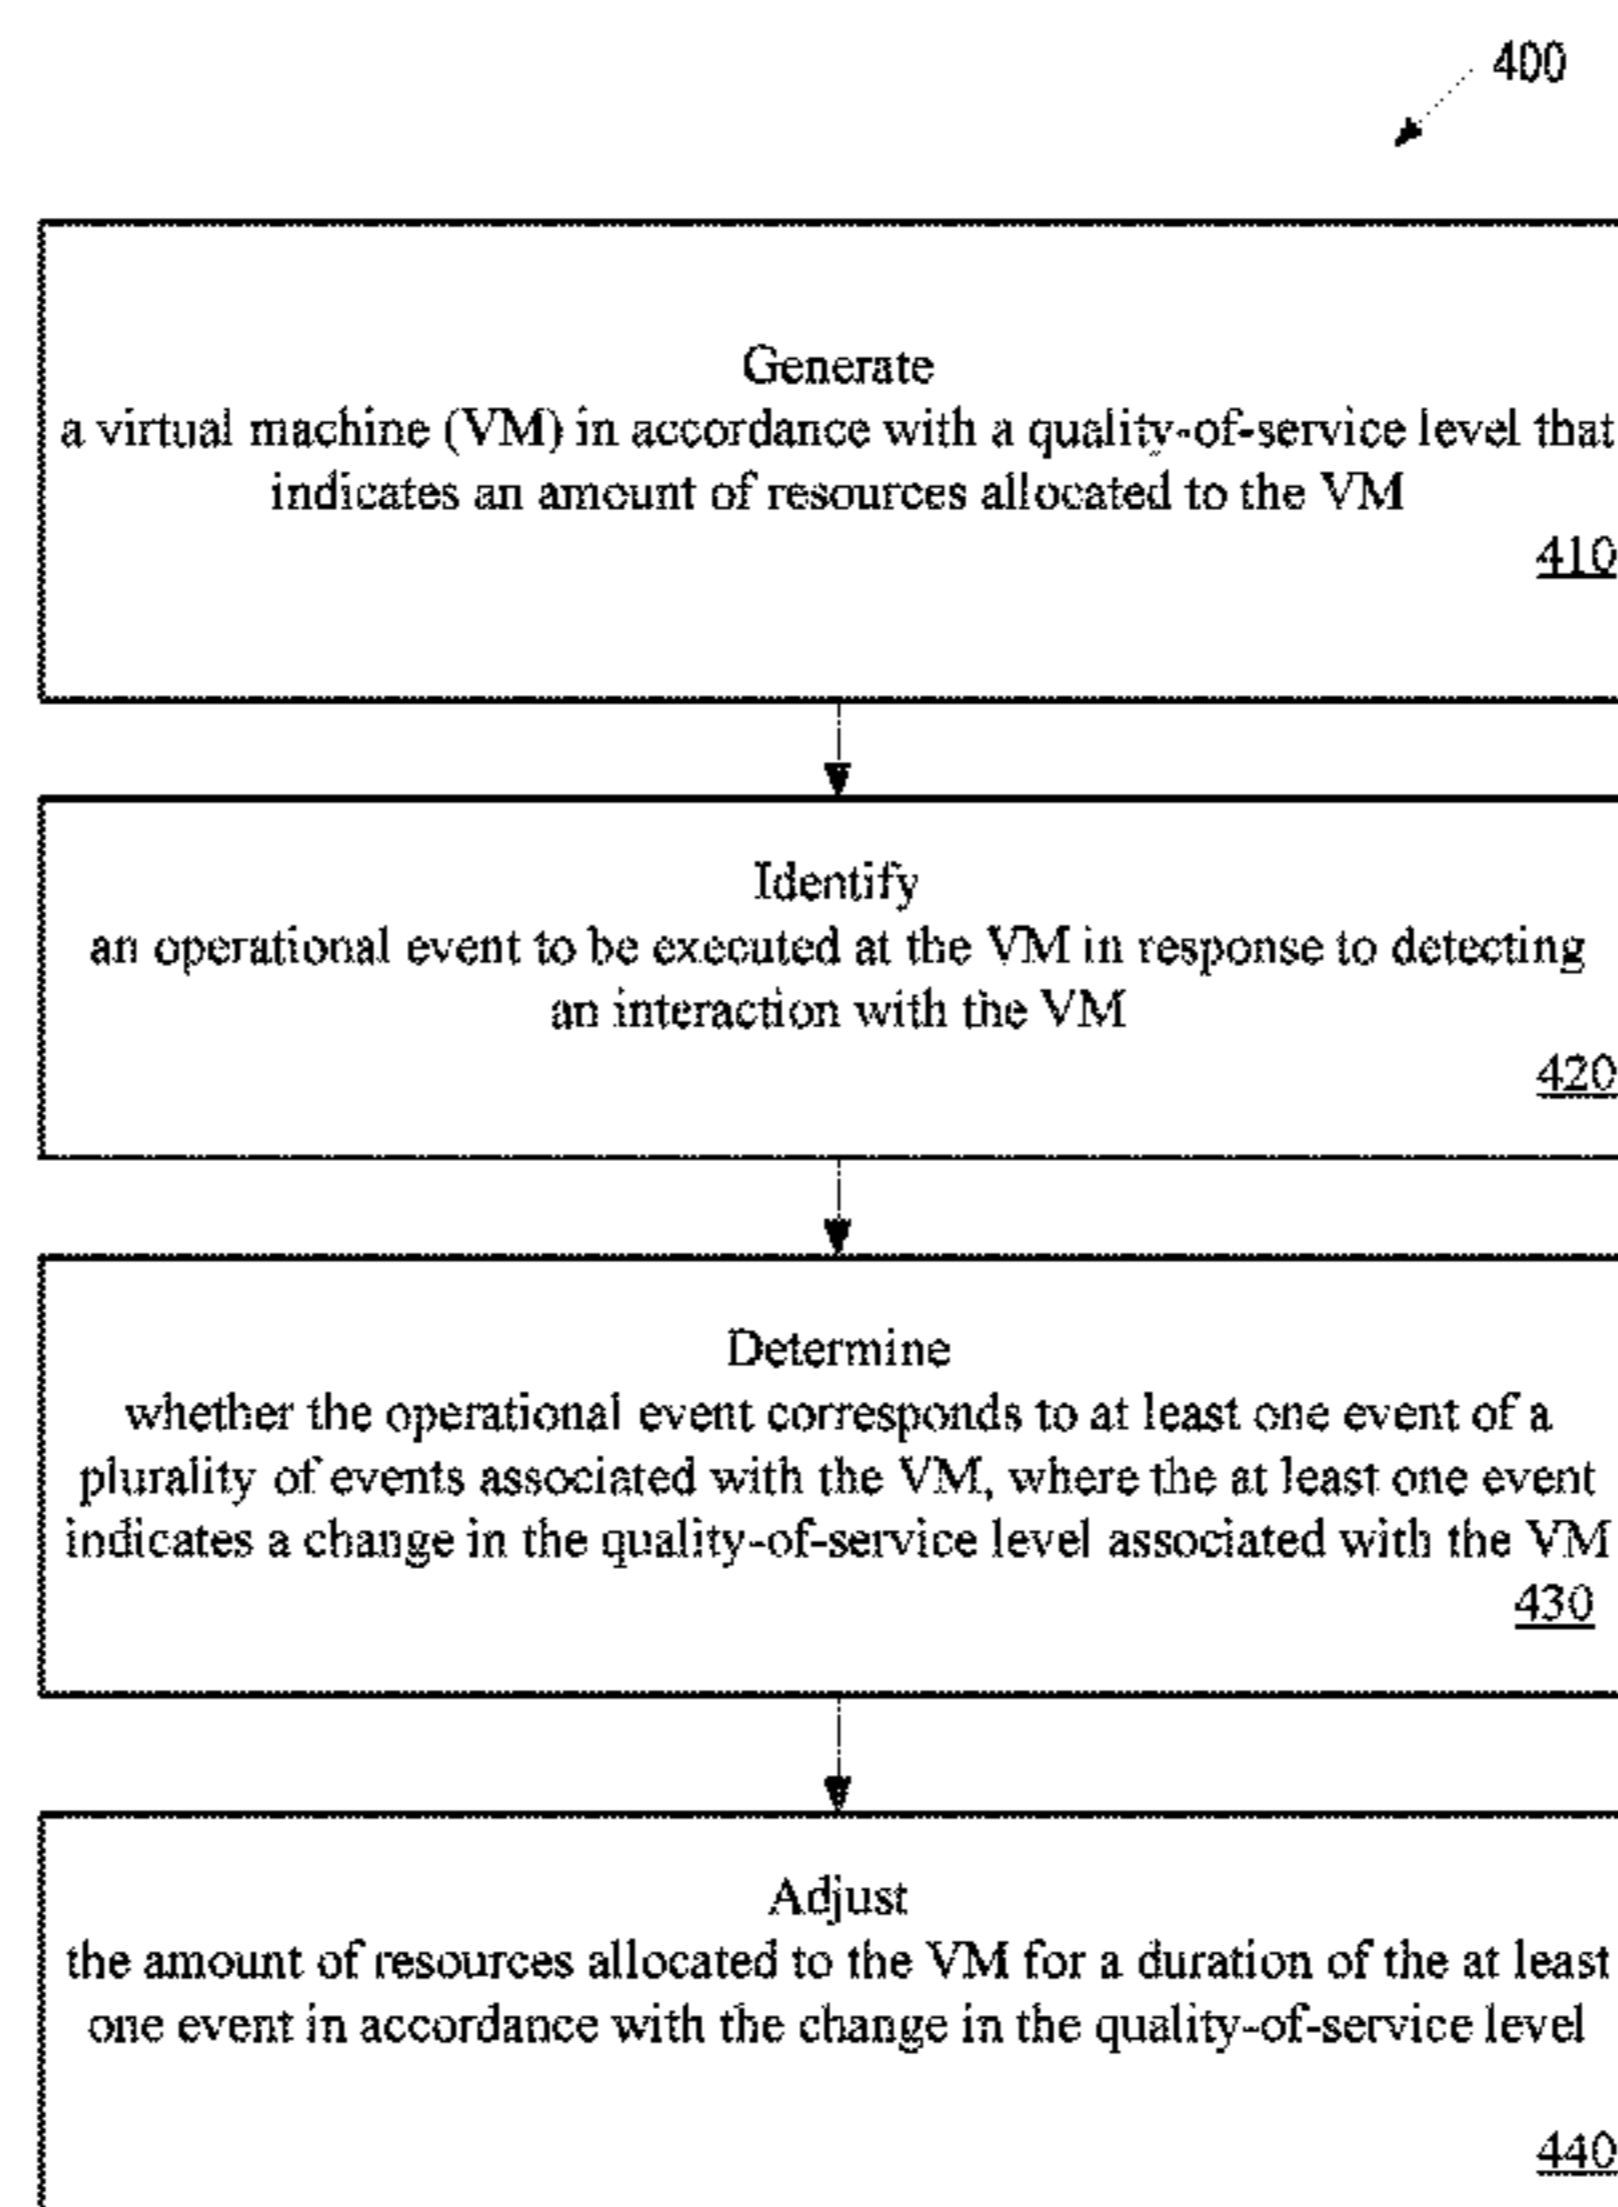 400
Generate
a virtual machine (VM) in accordance with a quality-of-service level that
indicates an amount of resources allocated to the VM
410
Identify
an operational event to be executed at the VM in response to detecting
an interaction with the VM
420
Determine
whether the operational event corresponds to at least one event of a
plurality of events associated with the VM, where the at least one event
indicates a change in the quality-of-service level associated with the VM
430
Adjust
the amount of resources allocated to the VM for a duration of the at least
one event in accordance with the change in the quality-of-service level
440